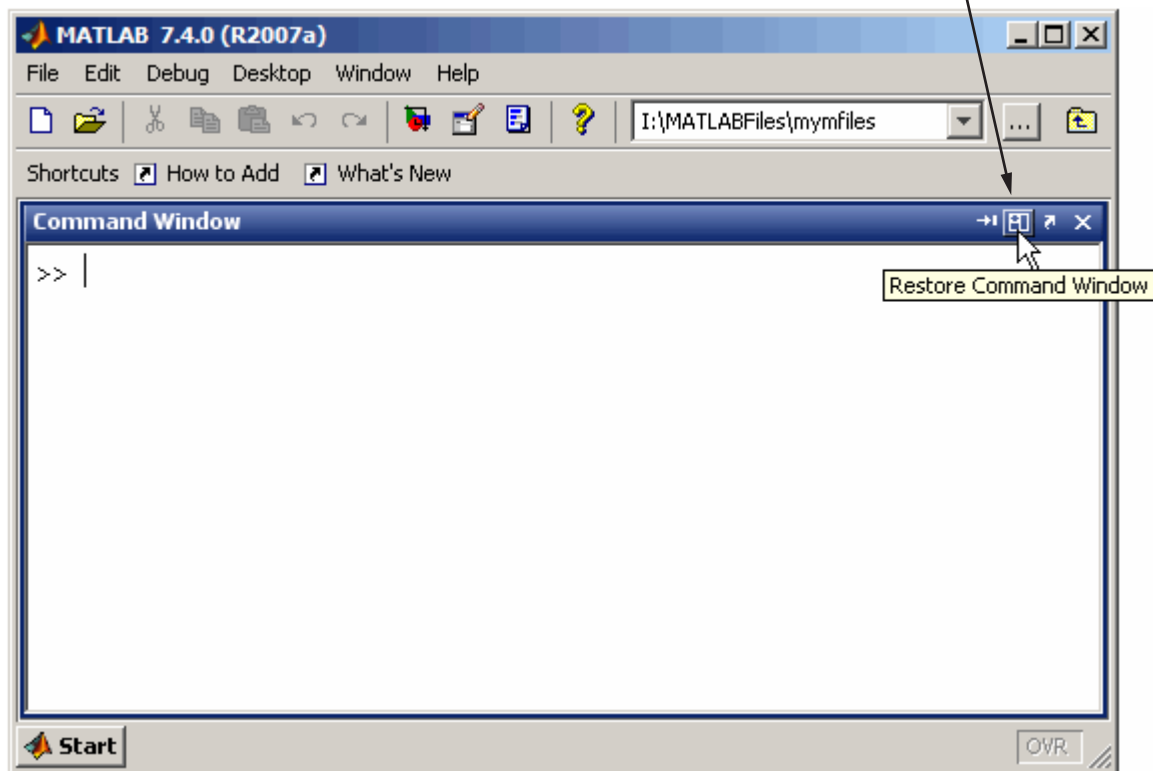 MATLAB 7.4.0 (R2007a)
File Edit Debug Desktop Window Help
I:\MATLABFiles\mymfiles ...
Shortcuts How to Add What's New
Command Window
>>
Restore Command Window
Start OVR